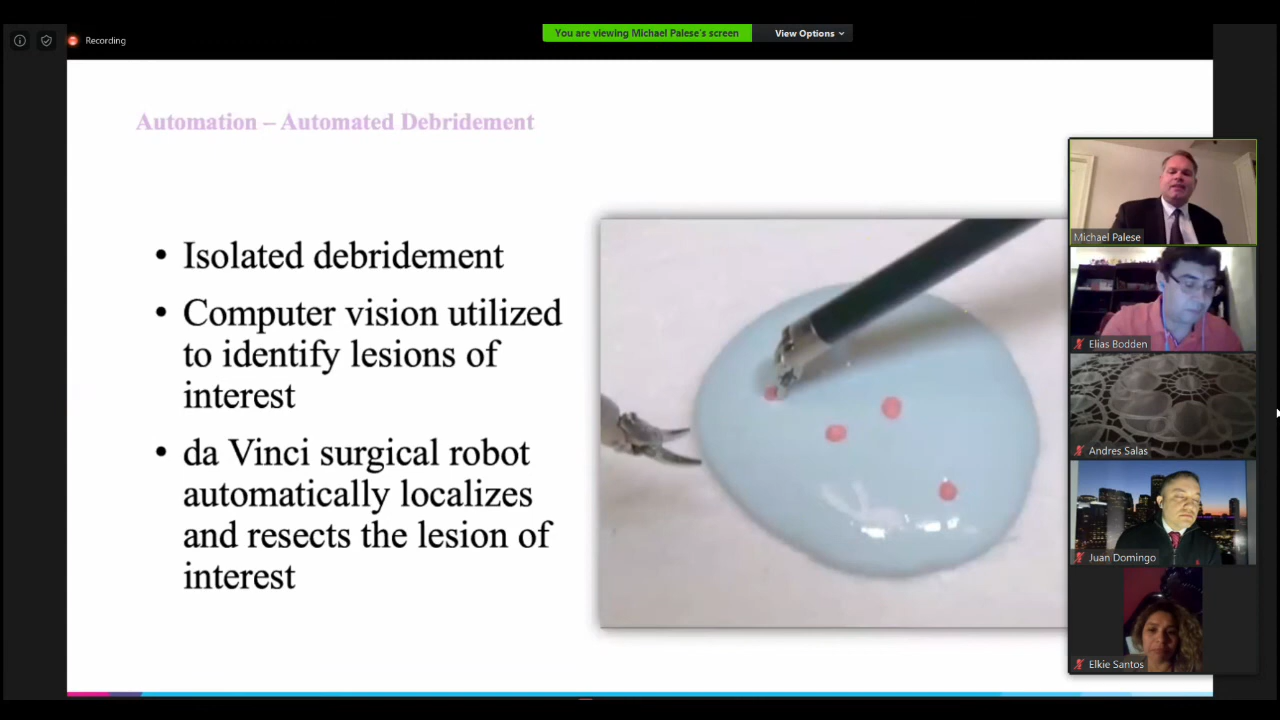 Recording
You are viewing Michael Palese's screen
View Options
Automation – Automated Debridement
• Isolated debridement
• Computer vision utilized
to identify lesions of
interest
• da Vinci surgical robot
automatically localizes
and resects the lesion of
interest
Michael Palese
Elias Bodden
Andres Salas
Juan Domingo
Elkie Santos